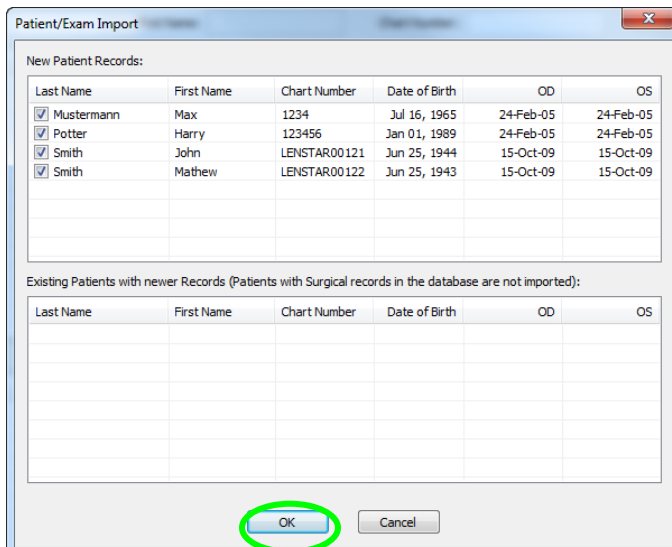 Patient/Exam Import
New Patient Records:
Last Name First Name Chart Number Date of Birth OD OS
Mustermann Max 1234 Jul 16, 1965 24-Feb-05 24-Feb-05
Potter Harry 123456 Jan 01, 1989 24-Feb-05 24-Feb-05
Smith John LENSTAR00121 Jun 25, 1944 15-Oct-09 15-Oct-09
Smith Mathew LENSTAR00122 Jun 25, 1943 15-Oct-09 15-Oct-09
Existing Patients with newer Records (Patients with Surgical records in the database are not imported):
Last Name First Name Chart Number Date of Birth OD OS
OK Cancel